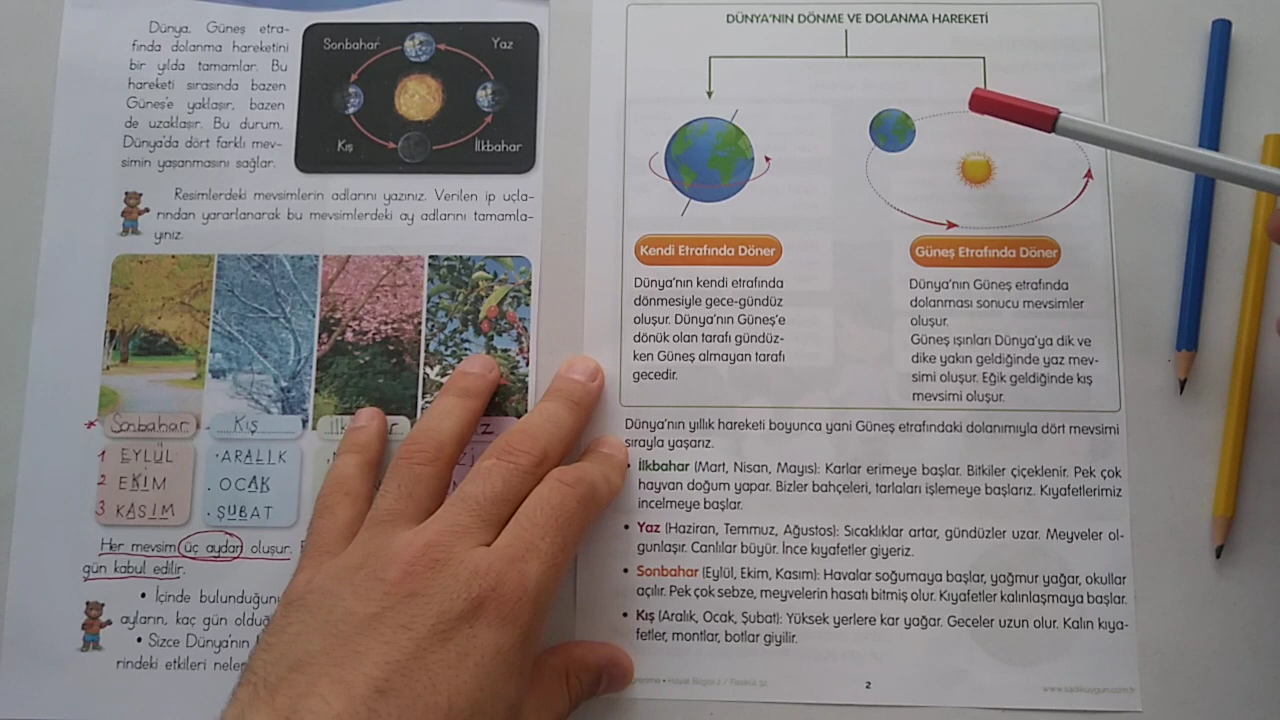 Dünya, Güneş etra-
fında dolanma hareketini
bir yılda tamamlar. Bu
hareketi sırasında bazen
Güneş'e yaklaşır, bazen
de uzaklaşır. Bu durum,
Dünya'da dört farklı mev-
simin yaşanmasını sağlar.
Sonbahar
Yaz
Kış
İlkbahar
Resimlerdeki mevsimlerin adlarını yazınız. Verilen ip uçla-
rından yararlanarak bu mevsimlerdeki ay adlarını tamamla-
yınız.
Sonbahar
Kış
1 EYLÜL
2 EKİM
3 KASIM
ARALIK
OCAK
ŞUBAT
Her mevsim üç aydan oluşur.
gün kabul edilir.
• İçinde
ayların, kaç gün
• Sizce Dünya'nın
rindeki etkileri
DÜNYA'NIN DÖNME VE DOLANMA HAREKETİ
Kendi Etrafında Döner
Dünya'nın kendi etrafında
dönmesiyle gece-gündüz
oluşur. Dünya'nın Güneş'e
dönük olan tarafı gündüz-
ken Güneş almayan tarafı
gecedir.
Güneş Etrafında Döner
Dünya'nın Güneş etrafında
dolanması sonucu mevsimler
oluşur.
Güneş ışınları Dünya'ya dik ve
dike yakın geldiğinde yaz mev-
simi oluşur. Eğik geldiğinde kış
mevsimi oluşur.
Dünya'nın yıllık hareketi boyunca yani Güneş etrafındaki dolanımıyla dört mevsimi
sırayla yaşarız.
• İlkbahar (Mart, Nisan, Mayıs): Karlar erimeye başlar. Bitkiler çiçeklenir. Pek çok
hayvan doğum yapar. Bizler bahçeleri, tarlaları işlemeye başlarız. Kıyafetlerimiz
incelmeye başlar.
• Yaz (Haziran, Temmuz, Ağustos): Sıcaklıklar artar, gündüzler uzar. Meyveler ol-
gunlaşır. Canlılar büyür. İnce kıyafetler giyeriz.
• Sonbahar (Eylül, Ekim, Kasım): Havalar soğumaya başlar, yağmur yağar, okullar
açılır. Pek çok sebze, meyvelerin hasatı bitmiş olur. Kıyafetler kalınlaşmaya başlar.
• Kış (Aralık, Ocak, Şubat): Yüksek yerlere kar yağar. Geceler uzun olur. Kalın kıya-
fetler, montlar, botlar giyilir.
Hayat Bilgisi
2
www.sadikuygun.com.tr